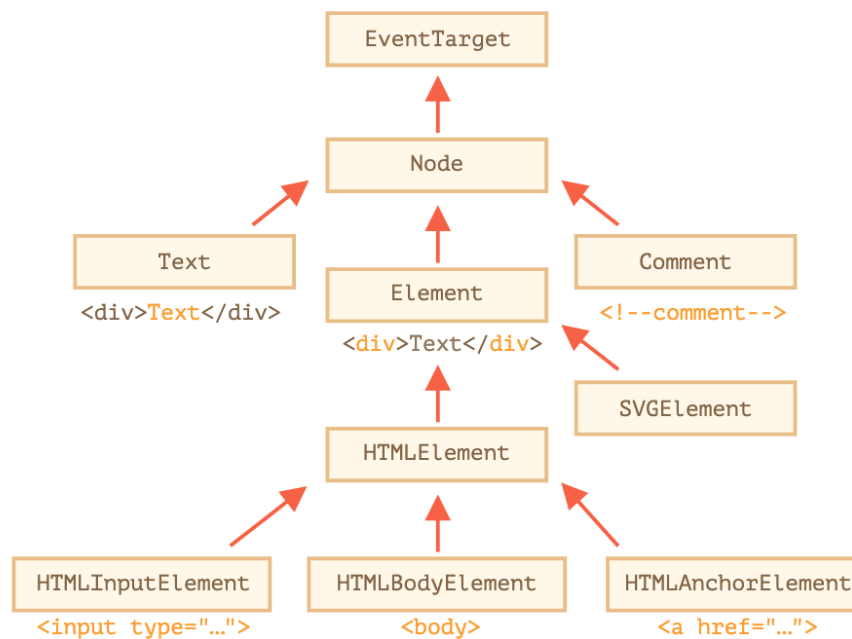 EventTarget
Node
Text
Comment
Element
<div>Text</div>
<!--comment-->
<div>Text</div>
SVGElement
HTMLElement
HTMLInputElement
HTMLBodyElement
HTMLAnchorElement
<input type="…">
<body>
<a href="…">